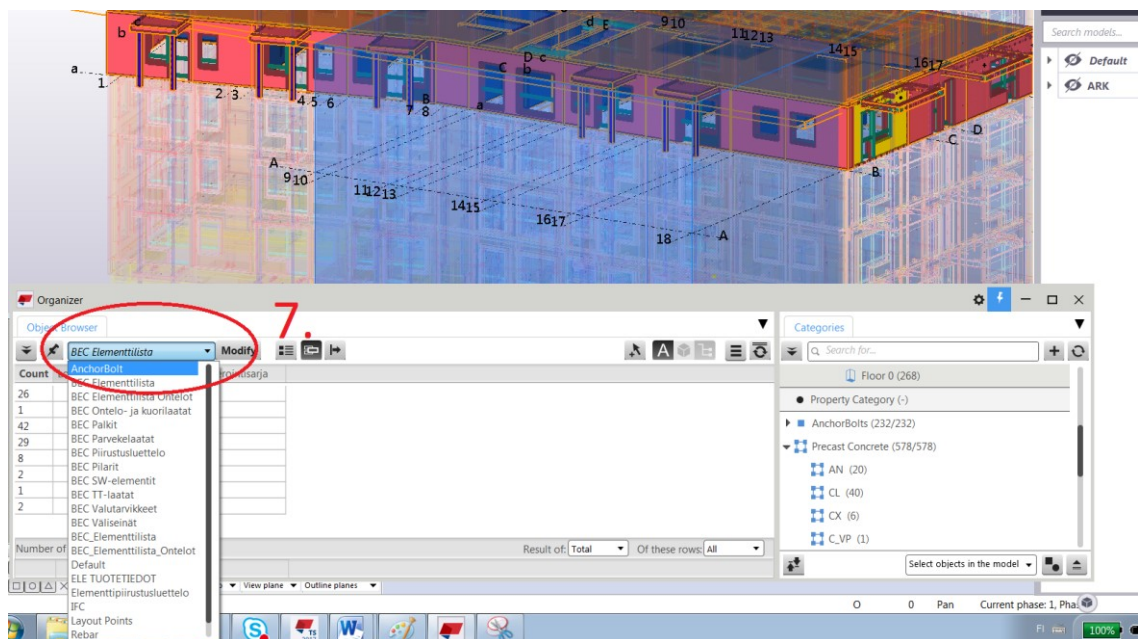 b
a
1
2 3
4 5 6
7 8
B
a
C
b
D c
d
E
9 10
11 12 13
14 15
16 17
D
C
B
A
9 10
11 12 13
14 15
16 17
18
A
Search models...
Default
ARK
Organizer
7.
Object Browser
Categories
BEC Elementtilista
Modify
A
Search for...
Count
AnchorBolt
BEC Elementtilista
BEC Elementtilista Ontelot
BEC Ontelo- ja kuorilaatat
BEC Palkit
BEC Parvekelaatat
BEC Piirustusluettelo
BEC Pilarit
BEC SW-elementit
BEC TT-laatat
BEC Valutarvikkeet
BEC Väliseinät
BEC_Elementtilista
BEC_Elementtilista_Ontelot
Default
ELE TUOTETIEDOT
Elementtipiirustusluettelo
IFC
Layout Points
Rebar
26
1
42
29
8
2
1
2
Number of
Result of: Total
Of these rows: All
Floor 0 (268)
Property Category (-)
AnchorBolts (232/232)
Precast Concrete (578/578)
AN (20)
CL (40)
CX (6)
C_VP (1)
Select objects in the model
View plane
Outline planes
O 0 Pan Current phase: 1, Pha
FI 100%